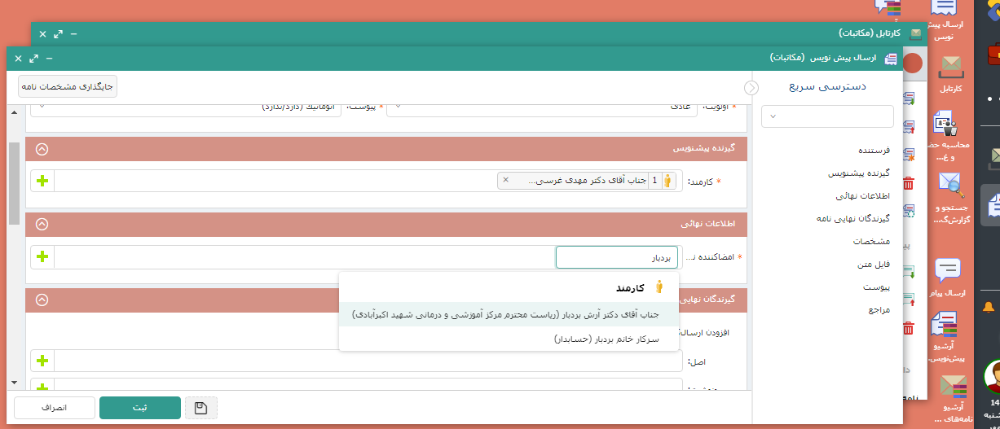 ارسال پیش نویس
کارتابل (مکاتبات)
ارسال پیش نویس (مکاتبات)
جایگذاری مشخصات نامه
دسترسی سریع
فرستنده
گیرنده پیشنویس
اطلاعات نهائی
گیرندگان نهایی نامه
مشخصات
فایل متن
پیوست
مراجع
* اولویت: عادی
* پیوست: اتوماتیک (دارد/ندارد)
گیرنده پیشنویس
* کارمند: 1 جناب آقای دکتر مهدی غرسی...
اطلاعات نهائی
* امضاکننده ن... بردبار
کارمند
جناب آقای دکتر آرش بردبار (ریاست محترم مرکز آموزشی و درمانی شهید اکبرآبادی)
سرکار خانم بردبار (حسابدار)
گیرندگان نهایی
افزودن ارسال
اصل:
ثبت
انصراف
کارتابل
محاسبه
و غ...
جستجو و
گزارش‌گ...
ارسال پیام
آرشیو
پیش‌نویس
آرشیو
نامه‌های ...
14